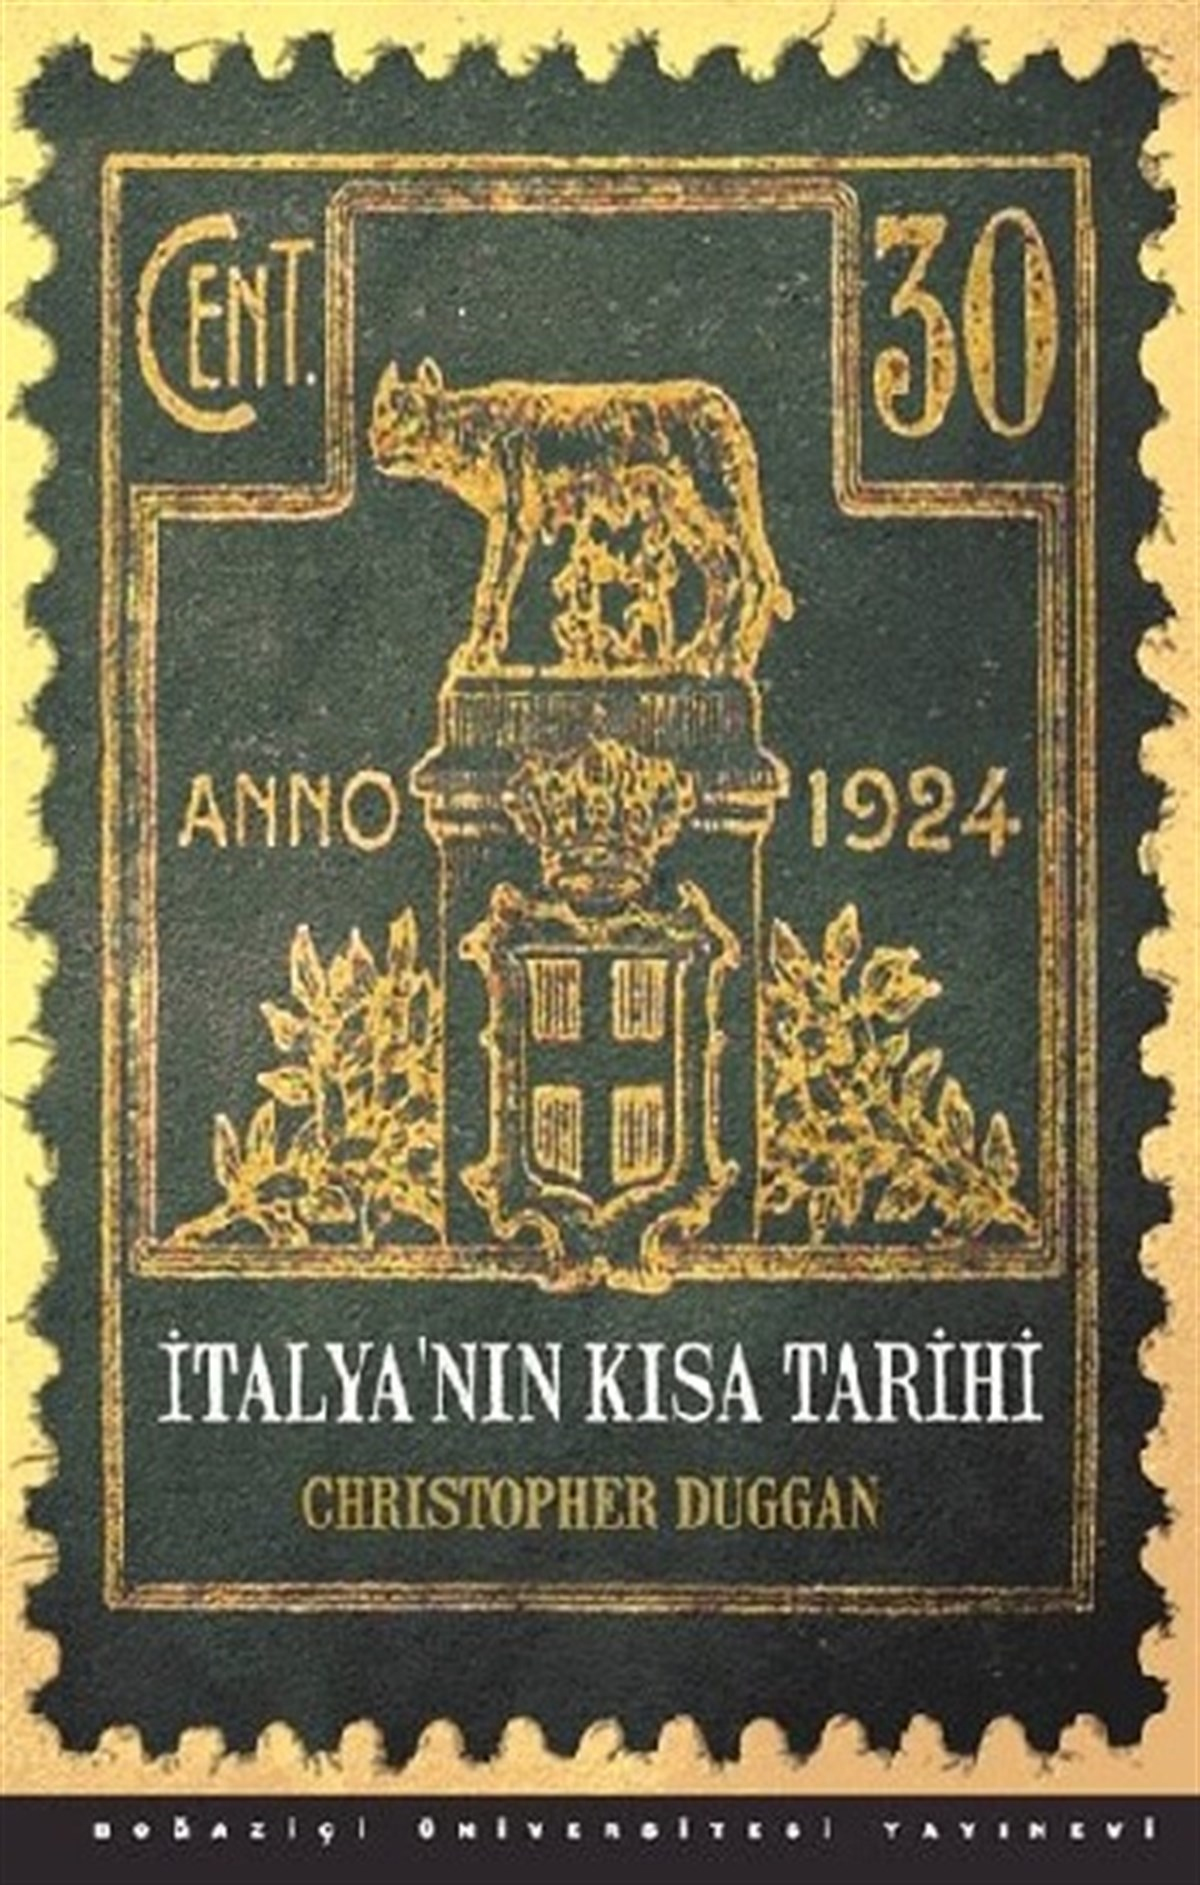 CENT. 30
ANNO 1924
İTALYA'NIN KISA TARİHİ
CHRISTOPHER DUGGAN
BOĞAZİÇİ ÜNİVERSİTESİ YAYINEVİ